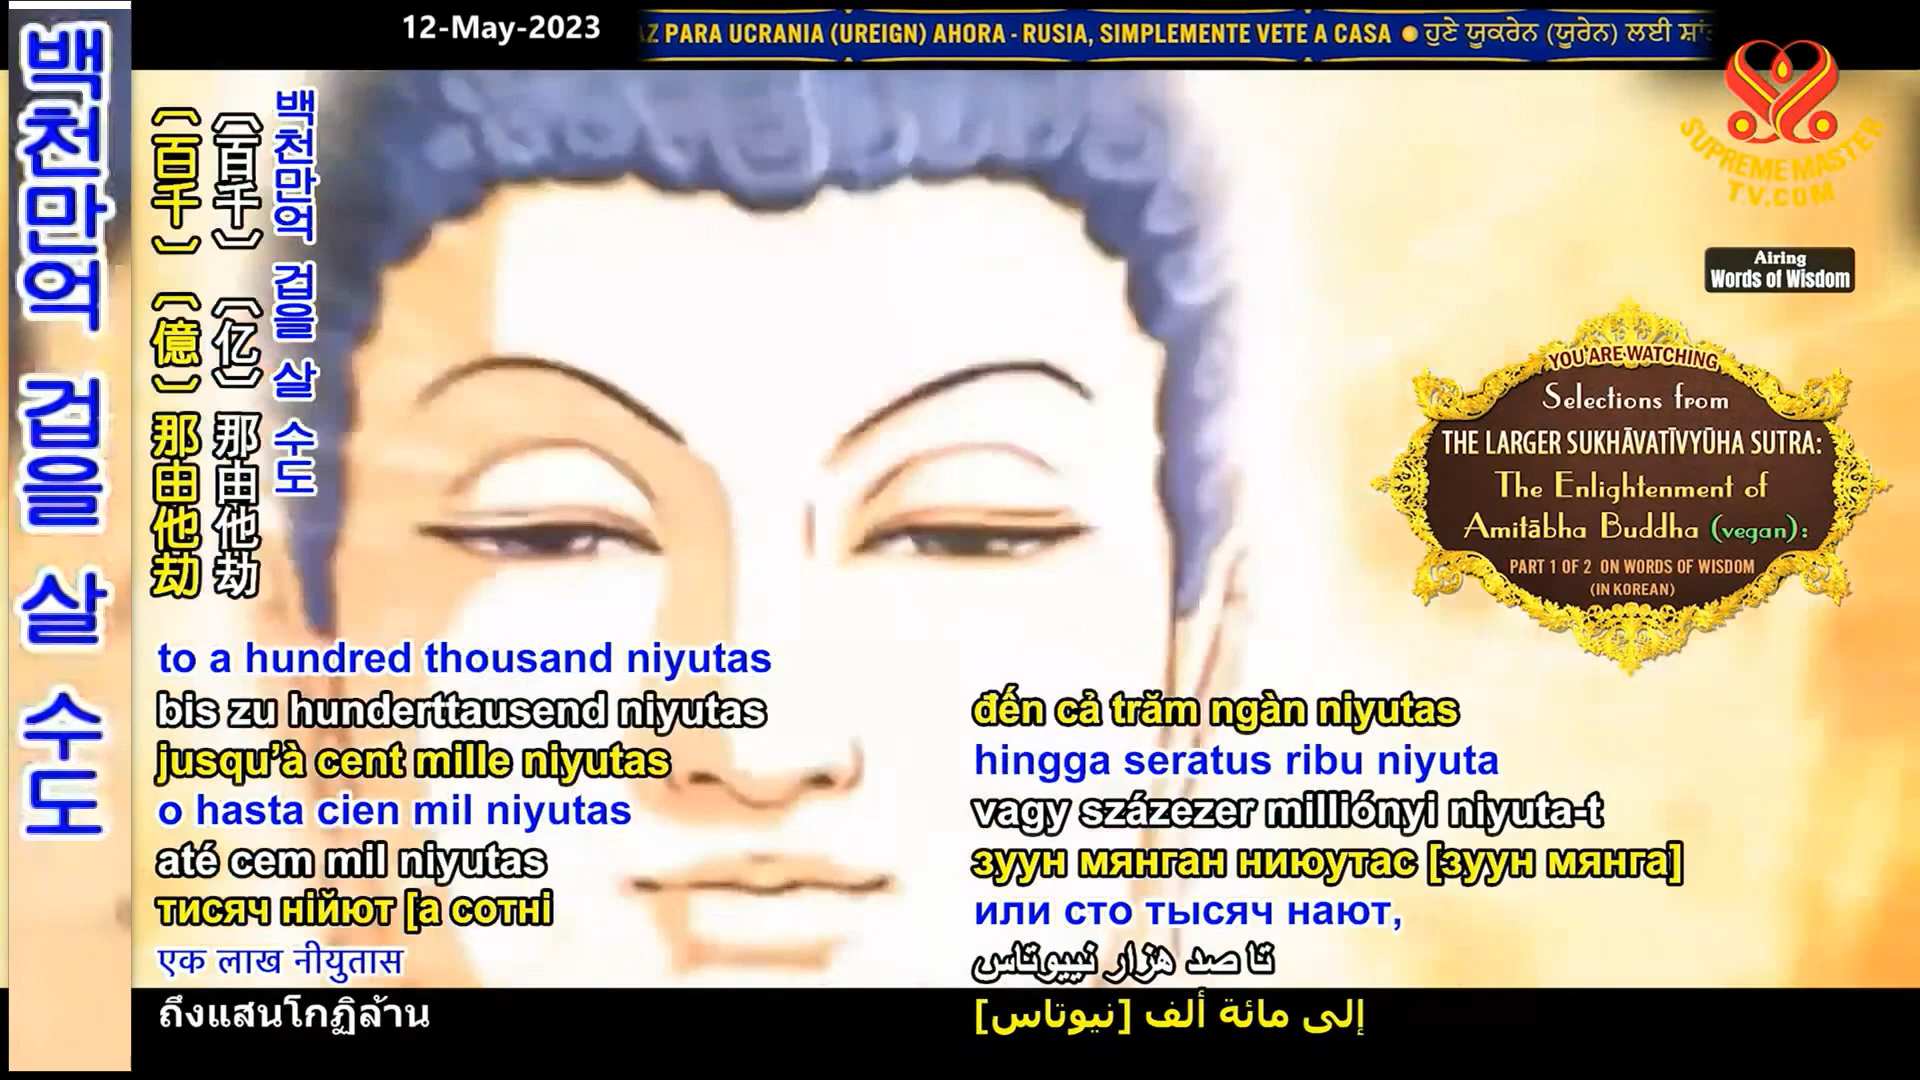 12-May-2023
Z PARA UCRANIA (UREIGN) AHORA - RUSIA, SIMPLEMENTE VETE A CASA ● ਹੁਣੇ ਯੂਕਰੇਨ (ਯੂਰੇਨ) ਲਈ
SUPREME MASTER
TV.COM
Airing
Words of Wisdom
YOU ARE WATCHING
Selections from
THE LARGER SUKHĀVATĪVYŪHA SUTRA:
The Enlightenment of
Amitābha Buddha (vegan):
PART 1 OF 2 ON WORDS OF WISDOM
(IN KOREAN)
백천만억 겁을 살 수도
백천만억 겁을 살 수도
〔百千〕〔亿〕那由他劫
〔百千〕〔億〕那由他劫
to a hundred thousand niyutas
bis zu hunderttausend niyutas
jusqu’à cent mille niyutas
o hasta cien mil niyutas
até cem mil niyutas
тисяч нійют [а сотні
एक लाख नीयुतास
ถึงแสนโกฏิล้าน
đến cả trăm ngàn niyutas
hingga seratus ribu niyuta
vagy százezer milliónyi niyuta-t
зуун мянган ниюутас [зуун мянга]
или сто тысяч нают,
تا صد هزار نییوتاس
إلى مائة ألف [نيوتاس]